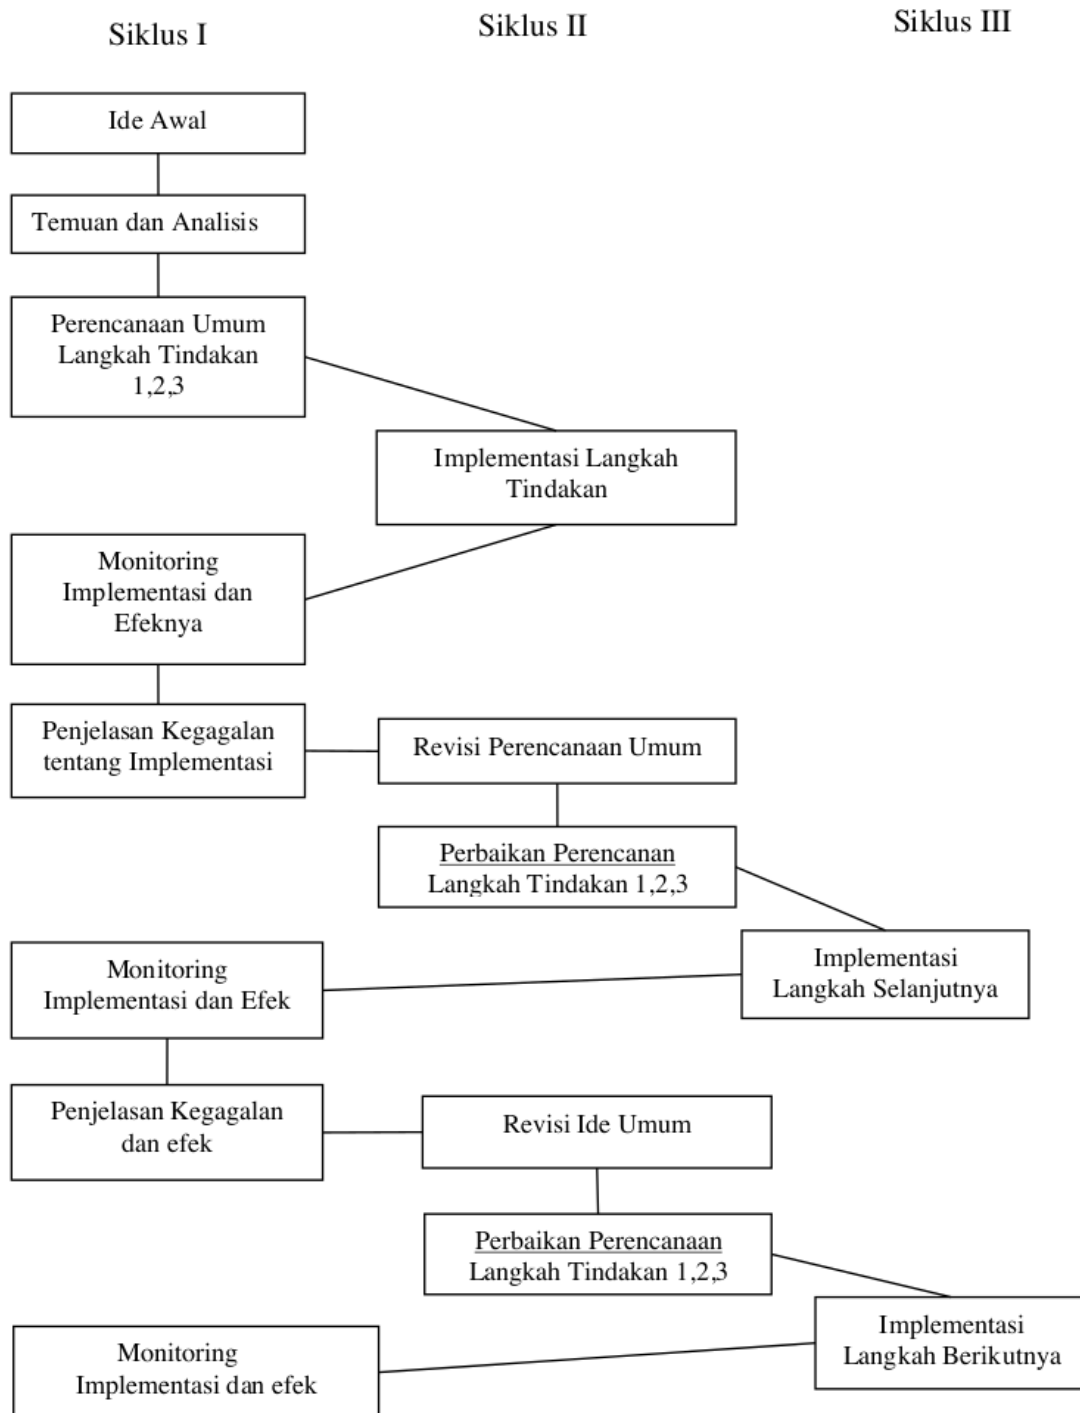 Siklus I
Siklus II
Siklus III
Ide Awal
Temuan dan Analisis
Perencanaan Umum
Langkah Tindakan
1,2,3
Implementasi Langkah
Tindakan
Monitoring
Implementasi dan
Efeknya
Penjelasan Kegagalan
tentang Implementasi
Revisi Perencanaan Umum
Perbaikan Perencanan
Langkah Tindakan 1,2,3
Implementasi
Langkah Selanjutnya
Monitoring
Implementasi dan Efek
Penjelasan Kegagalan
dan efek
Revisi Ide Umum
Perbaikan Perencanaan
Langkah Tindakan 1,2,3
Implementasi
Langkah Berikutnya
Monitoring
Implementasi dan efek